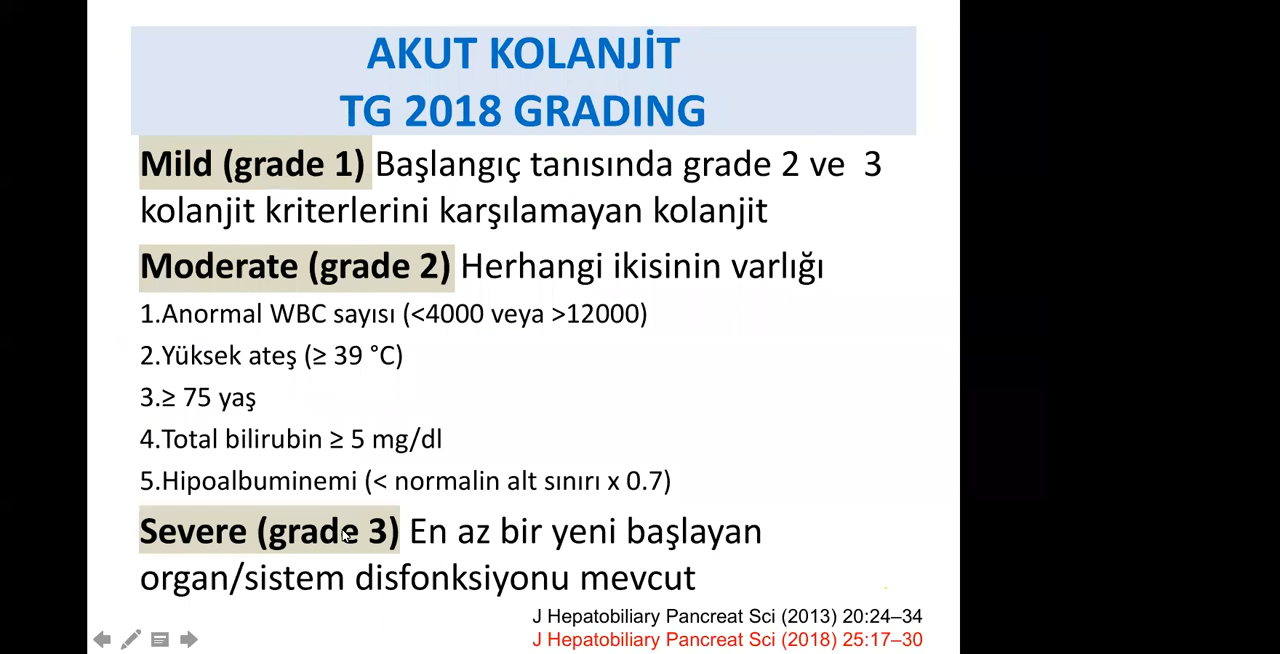 AKUT KOLANJİT
TG 2018 GRADING
Mild (grade 1) Başlangıç tanısında grade 2 ve 3
kolanjit kriterlerini karşılamayan kolanjit
Moderate (grade 2) Herhangi ikisinin varlığı
1.Anormal WBC sayısı (<4000 veya >12000)
2.Yüksek ateş (≥ 39 °C)
3.≥ 75 yaş
4.Total bilirubin ≥ 5 mg/dl
5.Hipoalbuminemi (< normalin alt sınırı x 0.7)
Severe (grade 3) En az bir yeni başlayan
organ/sistem disfonksiyonu mevcut
J Hepatobiliary Pancreat Sci (2013) 20:24–34
J Hepatobiliary Pancreat Sci (2018) 25:17–30